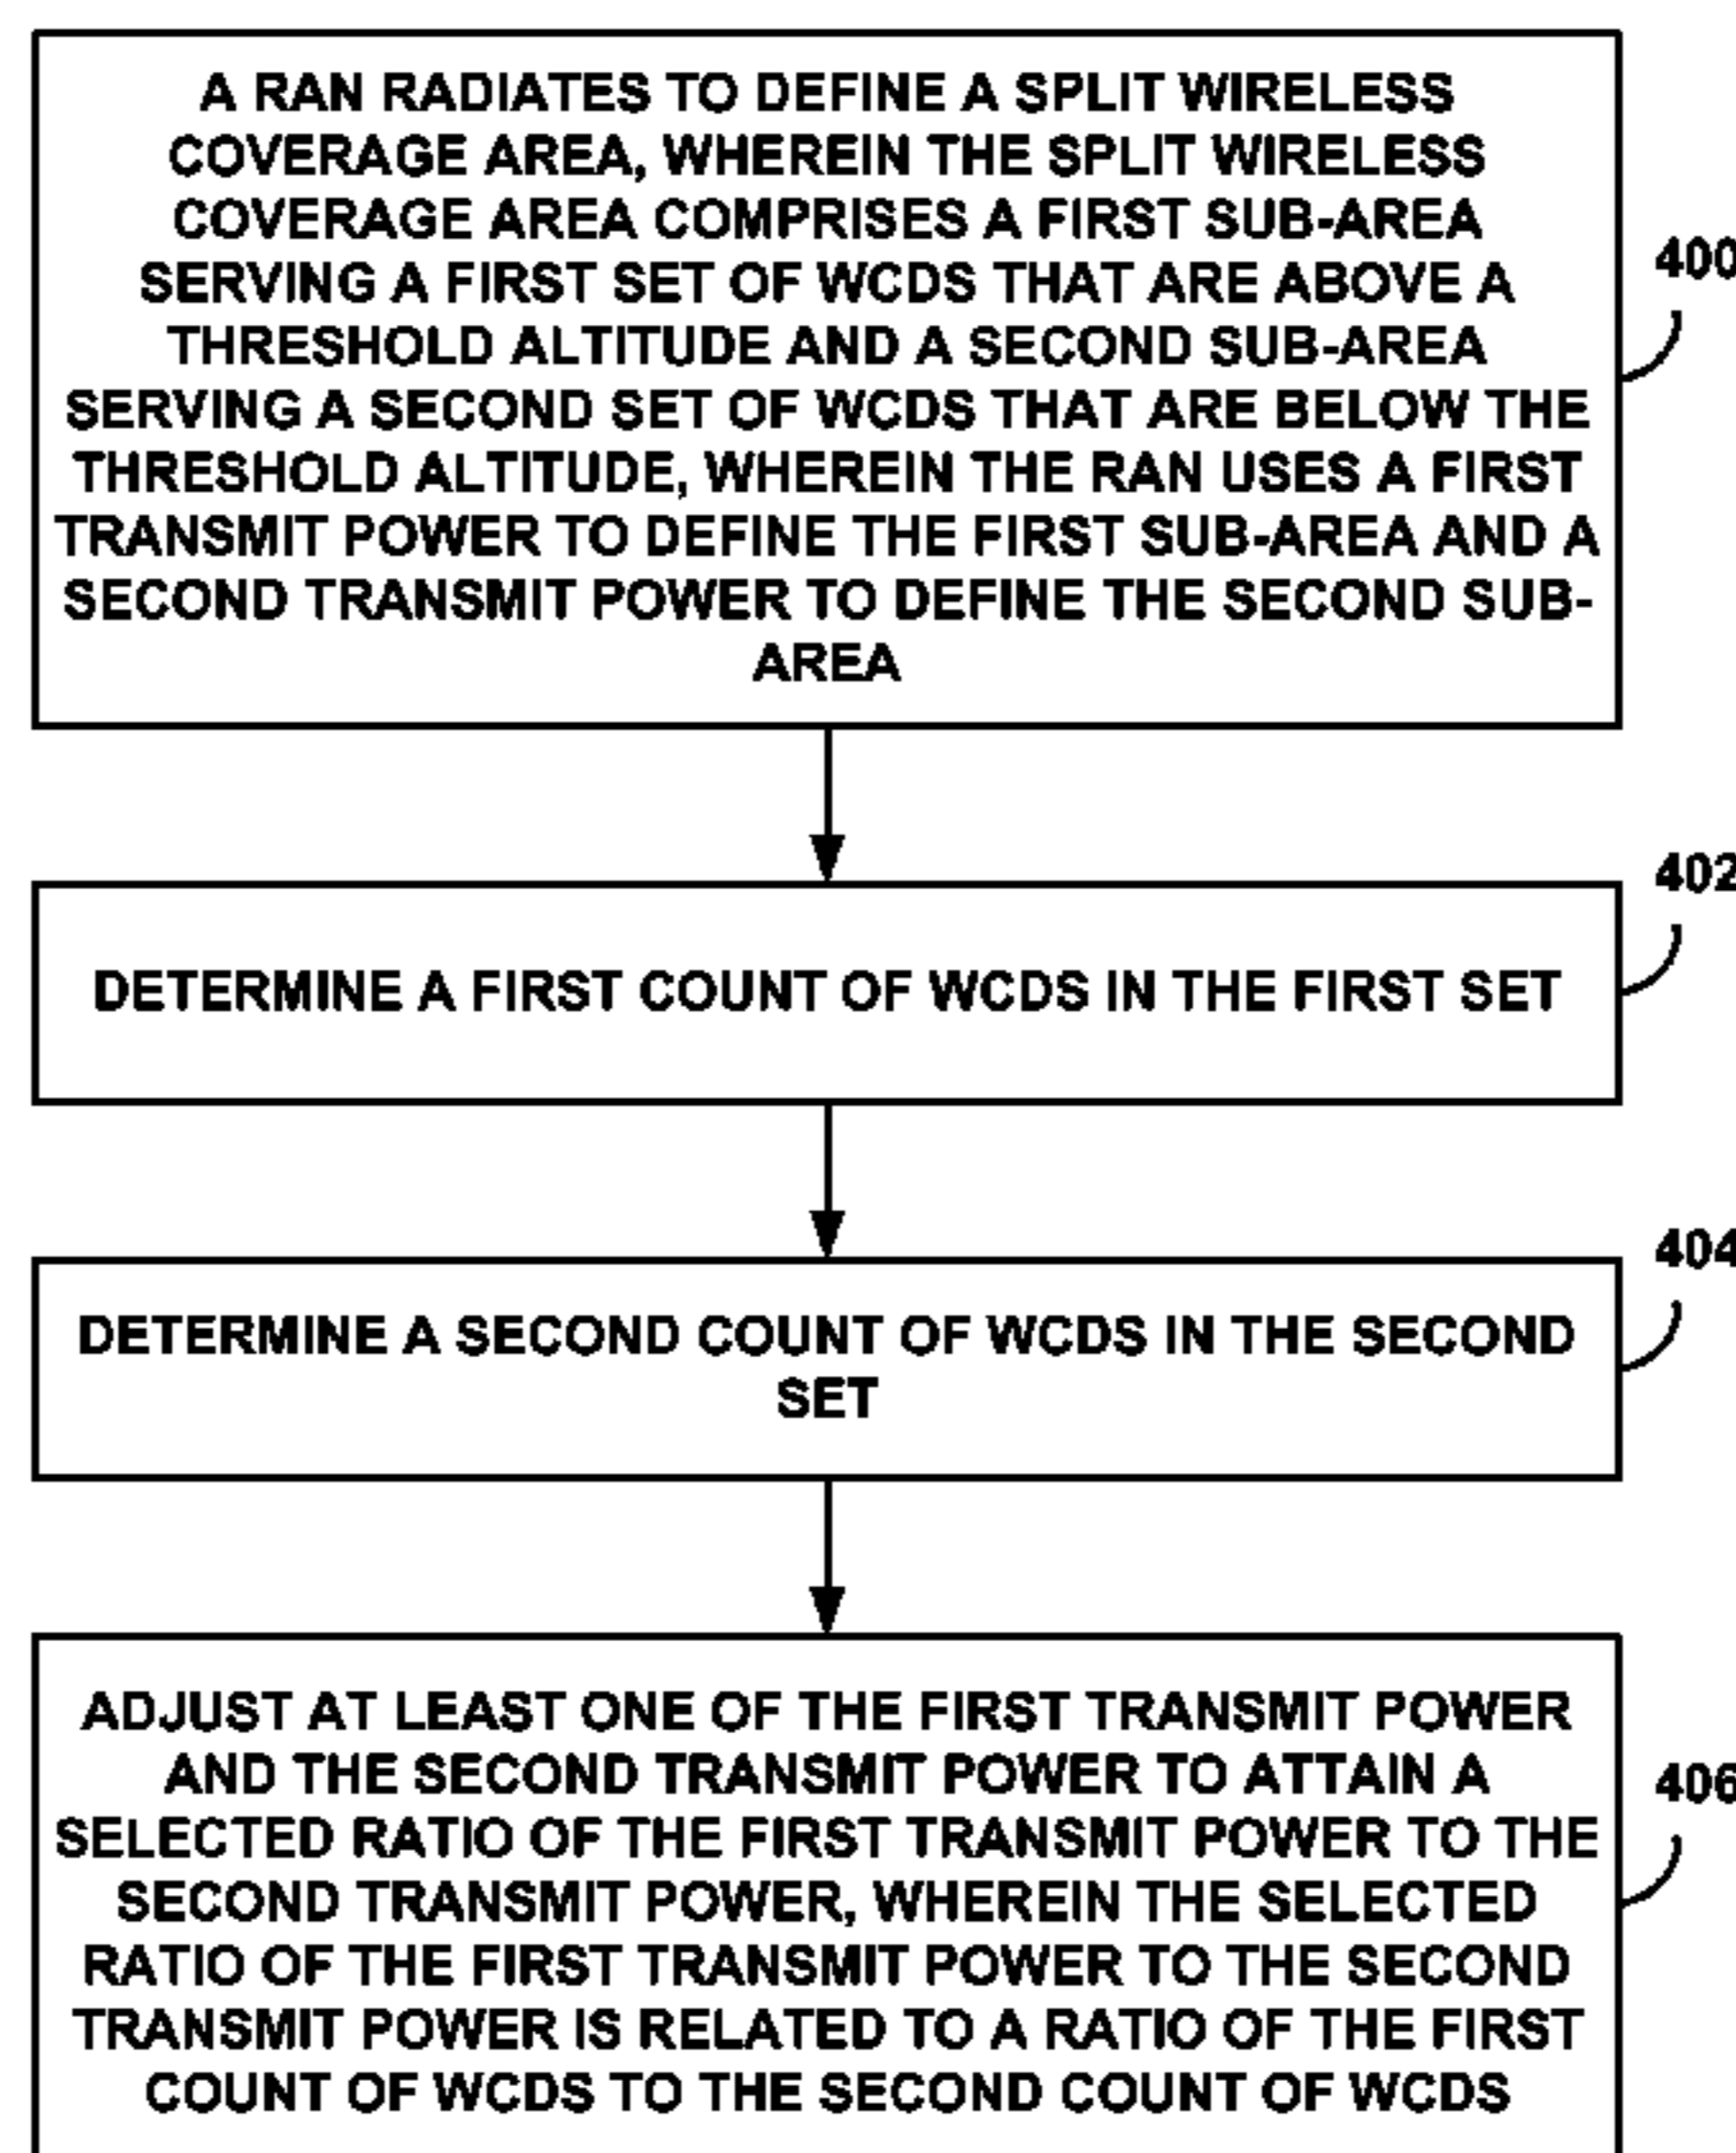 A RAN RADIATES TO DEFINE A SPLIT WIRELESS
COVERAGE AREA, WHEREIN THE SPLIT WIRELESS
COVERAGE AREA COMPRISES A FIRST SUB-AREA
SERVING A FIRST SET OF WCDS THAT ARE ABOVE A
THRESHOLD ALTITUDE AND A SECOND SUB-AREA
SERVING A SECOND SET OF WCDS THAT ARE BELOW THE
THRESHOLD ALTITUDE, WHEREIN THE RAN USES A FIRST
TRANSMIT POWER TO DEFINE THE FIRST SUB-AREA AND A
SECOND TRANSMIT POWER TO DEFINE THE SECOND SUB-
AREA
400
402
DETERMINE A FIRST COUNT OF WCDS IN THE FIRST SET
404
DETERMINE A SECOND COUNT OF WCDS IN THE SECOND
SET
ADJUST AT LEAST ONE OF THE FIRST TRANSMIT POWER
AND THE SECOND TRANSMIT POWER TO ATTAIN A
SELECTED RATIO OF THE FIRST TRANSMIT POWER TO THE
SECOND TRANSMIT POWER, WHEREIN THE SELECTED
RATIO OF THE FIRST TRANSMIT POWER TO THE SECOND
TRANSMIT POWER IS RELATED TO A RATIO OF THE FIRST
COUNT OF WCDS TO THE SECOND COUNT OF WCDS
406